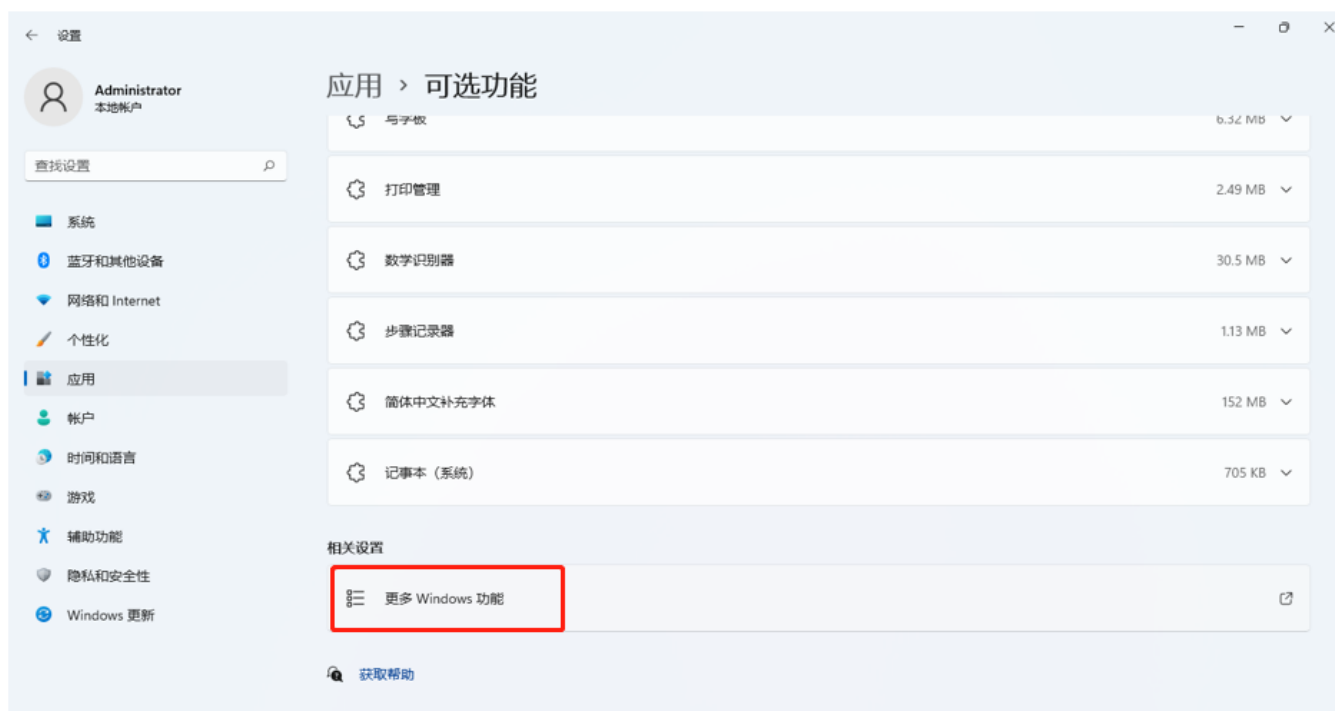 设置
Administrator
本地帐户
查找设置
系统
蓝牙和其他设备
网络和 Internet
个性化
应用
帐户
时间和语言
游戏
辅助功能
隐私和安全性
Windows 更新
应用 › 可选功能
写字板 6.32 MB
打印管理 2.49 MB
数学识别器 30.5 MB
步骤记录器 1.13 MB
简体中文补充字体 152 MB
记事本（系统） 705 KB
相关设置
更多 Windows 功能
获取帮助